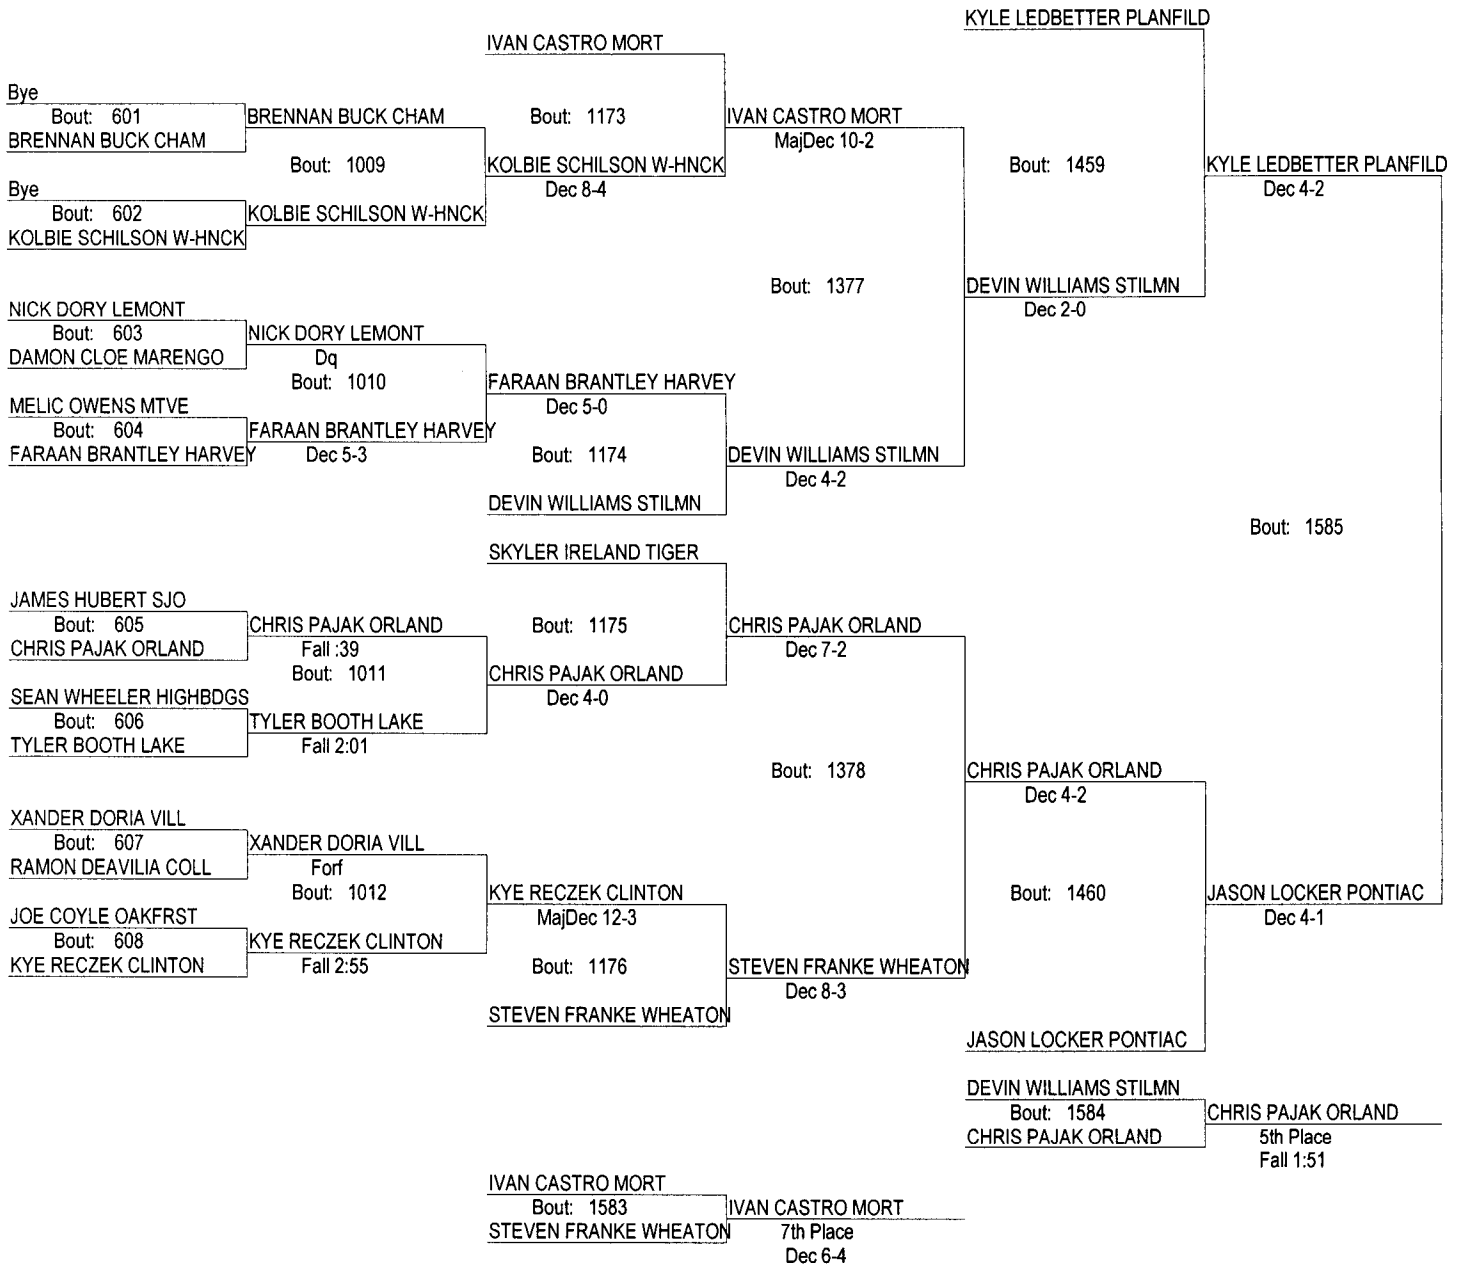 KYLE LEDBETTER PLANFILD
IVAN CASTRO MORT
Bye
Bout: 601
BRENNAN BUCK CHAM
BRENNAN BUCK CHAM
Bout: 1173
IVAN CASTRO MORT
MajDec 10-2
Bout: 1009
KOLBIE SCHILSON W-HNCK
Dec 8-4
Bout: 1459
KYLE LEDBETTER PLANFILD
Dec 4-2
Bye
Bout: 602
KOLBIE SCHILSON W-HNCK
KOLBIE SCHILSON W-HNCK
Bout: 1377
DEVIN WILLIAMS STILMN
Dec 2-0
NICK DORY LEMONT
Bout: 603
DAMON CLOE MARENGO
NICK DORY LEMONT
Dq
Bout: 1010
FARAAN BRANTLEY HARVEY
Dec 5-0
MELIC OWENS MTVE
Bout: 604
FARAAN BRANTLEY HARVEY
FARAAN BRANTLEY HARVEY
Dec 5-3
Bout: 1174
DEVIN WILLIAMS STILMN
Dec 4-2
DEVIN WILLIAMS STILMN
Bout: 1585
SKYLER IRELAND TIGER
JAMES HUBERT SJO
Bout: 605
CHRIS PAJAK ORLAND
CHRIS PAJAK ORLAND
Fall :39
Bout: 1011
Bout: 1175
CHRIS PAJAK ORLAND
Dec 7-2
CHRIS PAJAK ORLAND
Dec 4-0
SEAN WHEELER HIGHBDGS
Bout: 606
TYLER BOOTH LAKE
TYLER BOOTH LAKE
Fall 2:01
Bout: 1378
CHRIS PAJAK ORLAND
Dec 4-2
XANDER DORIA VILL
Bout: 607
RAMON DEAVILIA COLL
XANDER DORIA VILL
Forf
Bout: 1012
KYE RECZEK CLINTON
MajDec 12-3
Bout: 1460
JASON LOCKER PONTIAC
Dec 4-1
JOE COYLE OAKFRST
Bout: 608
KYE RECZEK CLINTON
KYE RECZEK CLINTON
Fall 2:55
Bout: 1176
STEVEN FRANKE WHEATON
Dec 8-3
STEVEN FRANKE WHEATON
JASON LOCKER PONTIAC
DEVIN WILLIAMS STILMN
Bout: 1584
CHRIS PAJAK ORLAND
CHRIS PAJAK ORLAND
5th Place
Fall 1:51
IVAN CASTRO MORT
Bout: 1583
STEVEN FRANKE WHEATON
IVAN CASTRO MORT
7th Place
Dec 6-4